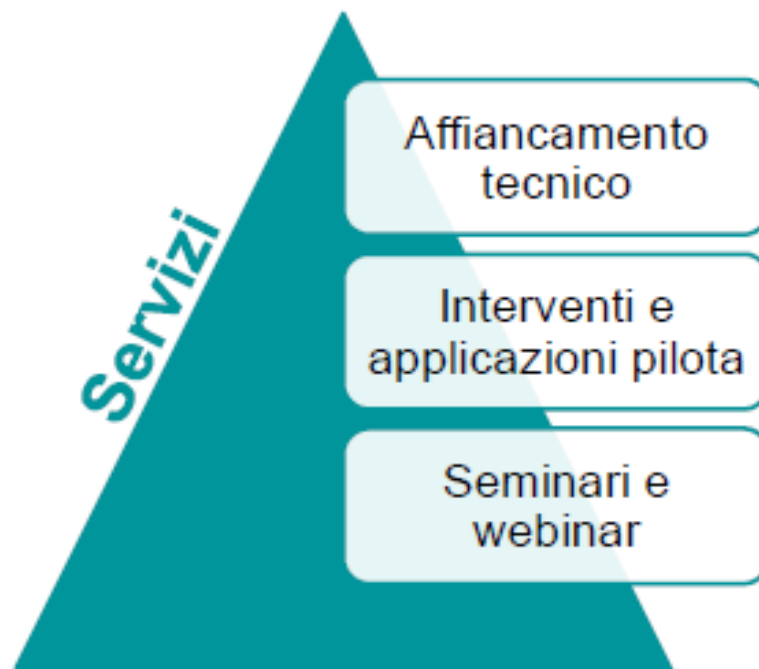 Servizi
Affiancamento
tecnico
Interventi e
applicazioni pilota
Seminari e
webinar